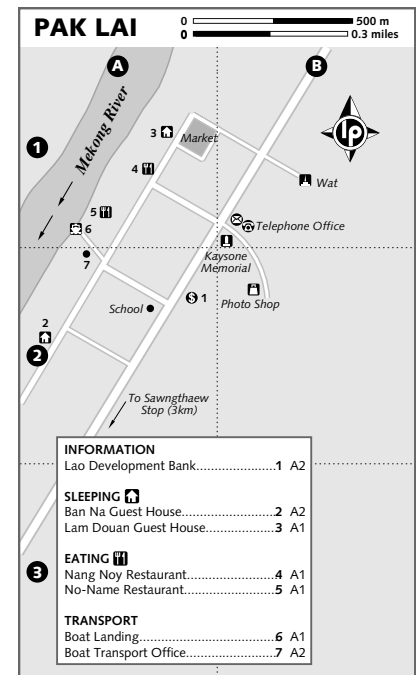 PAK LAI
0 500 m
0 0.3 miles
A
B
1
Mekong River
3
Market
4
Wat
5
6
Telephone Office
7
Kaysone
Memorial
Photo Shop
1
School
2
2
To Sawngthaew
Stop (3km)
INFORMATION
Lao Development Bank........................1 A2
SLEEPING
Ban Na Guest House........................2 A2
Lam Douan Guest House........................3 A1
3
EATING
Nang Noy Restaurant........................4 A1
No-Name Restaurant........................5 A1
TRANSPORT
Boat Landing........................6 A1
Boat Transport Office........................7 A2
lp
$